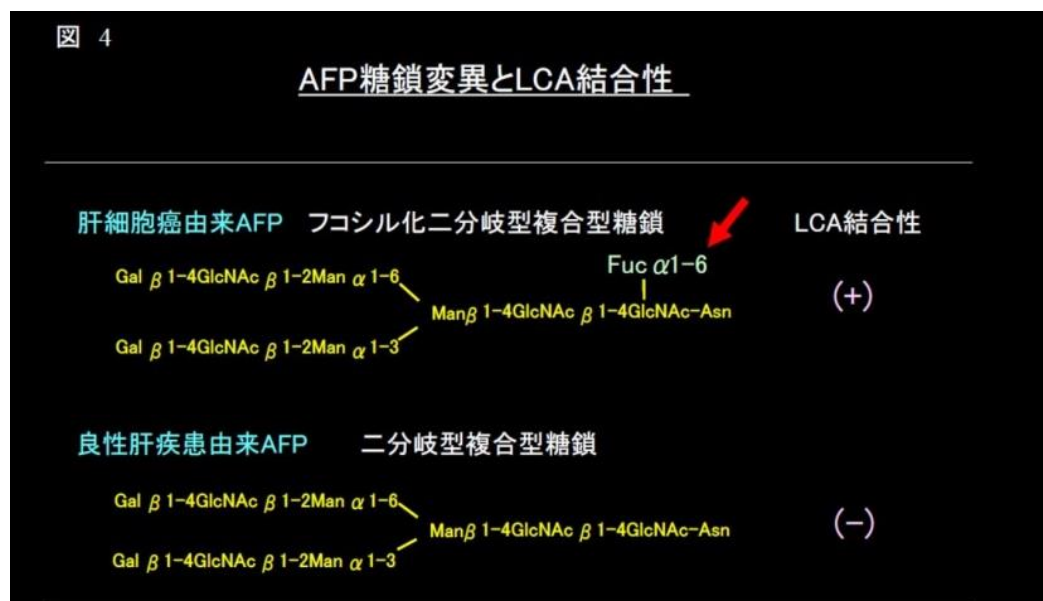 図 4
AFP糖鎖変異とLCA結合性
肝細胞癌由来AFP フコシル化二分岐型複合型糖鎖 LCA結合性
Fuc α1-6
Gal β 1-4GlcNAc β 1-2Man α 1-6
(+)
Manβ 1-4GlcNAc β 1-4GlcNAc-Asn
Gal β 1-4GlcNAc β 1-2Man α 1-3
良性肝疾患由来AFP 二分岐型複合型糖鎖
Gal β 1-4GlcNAc β 1-2Man α 1-6
(-)
Manβ 1-4GlcNAc β 1-4GlcNAc-Asn
Gal β 1-4GlcNAc β 1-2Man α 1-3